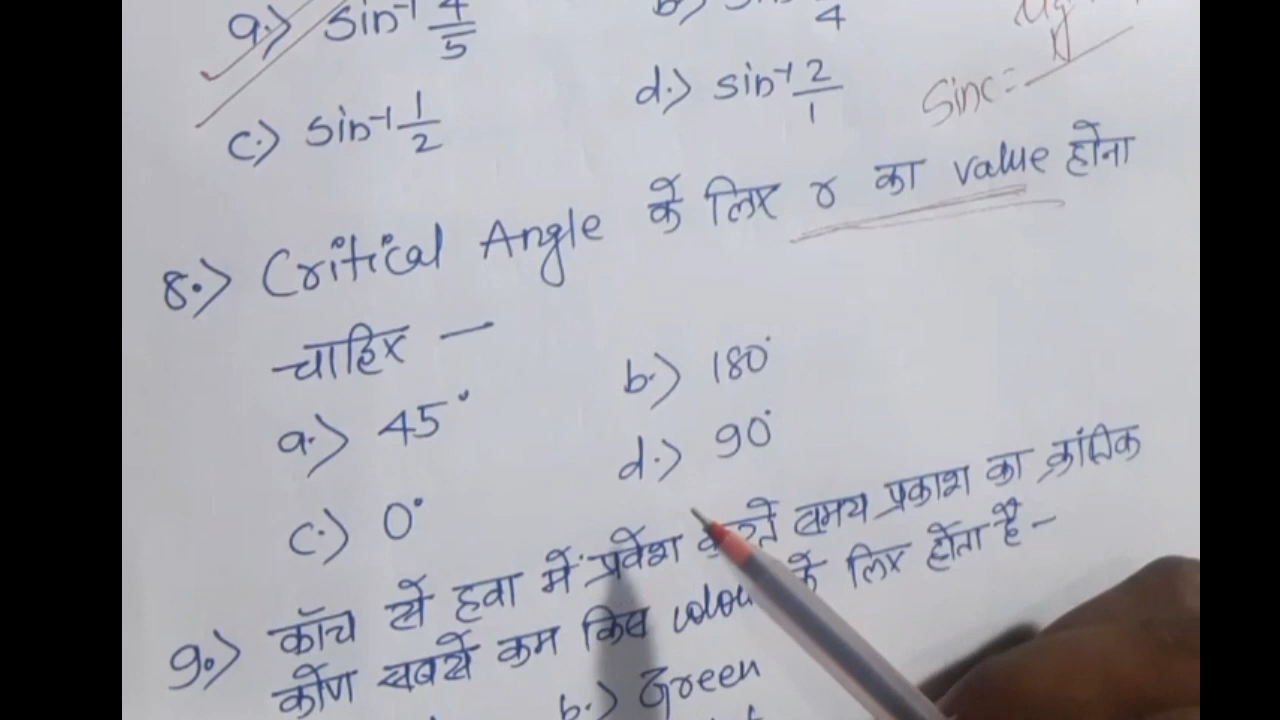 a.) sin⁻¹ 4/5
4
c.) sin⁻¹ 1/2 d.) sin⁻¹ 2/1
Sinc =
8.) Critical Angle के लिए r का value होना
चाहिए —
a.) 45° b.) 180°
c.) 0° d.) 90°
9.) काँच से हवा में प्रवेश करते समय प्रकाश का क्रांतिक
कोण सबसे कम किस colour के लिए होता है —
b.) Green